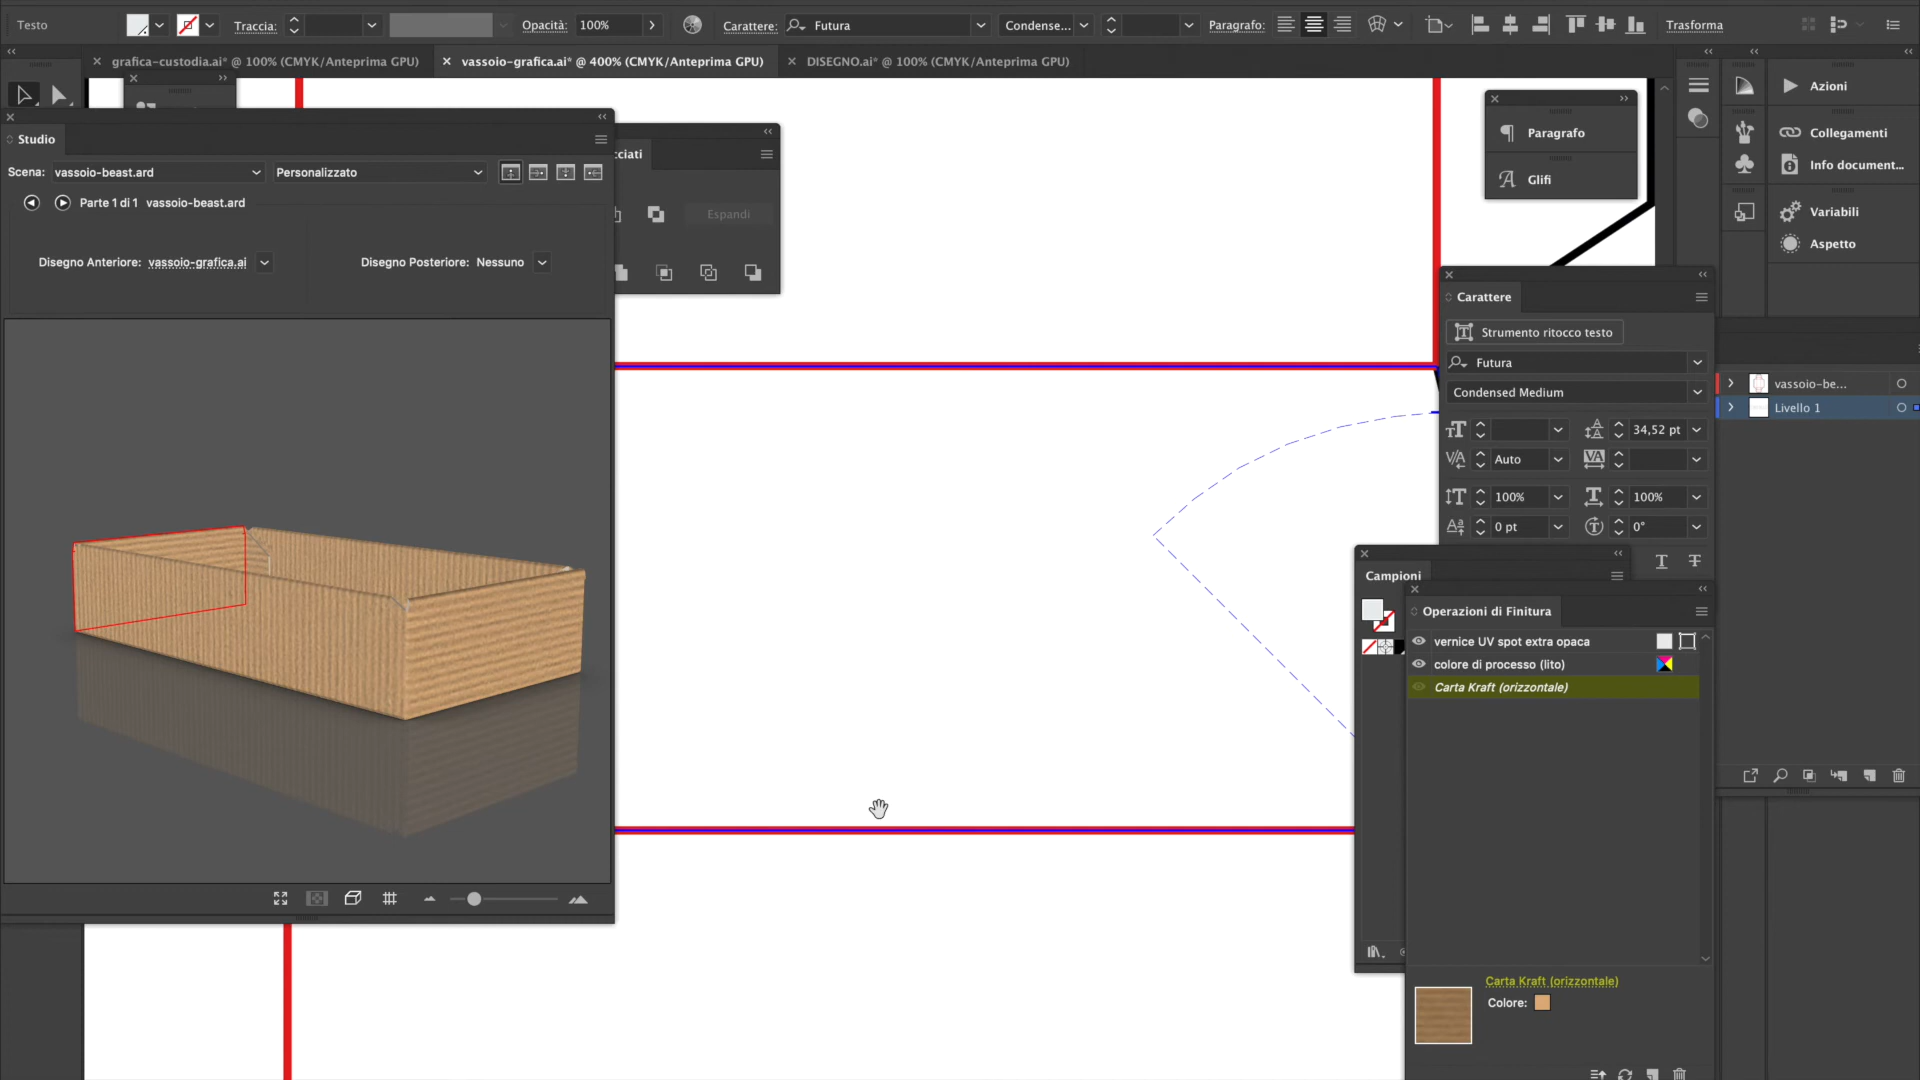 Testo
Traccia:
Opacità: 100%
Carattere: Futura
Condense...
Paragrafo:
Trasforma
grafica-custodia.ai* @ 100% (CMYK/Anteprima GPU)
vassoio-grafica.ai* @ 400% (CMYK/Anteprima GPU)
DISEGNO.ai* @ 100% (CMYK/Anteprima GPU)
Studio
Scena: vassoio-beast.ard
Personalizzato
Parte 1 di 1 vassoio-beast.ard
Disegno Anteriore: vassoio-grafica.ai
Disegno Posteriore: Nessuno
cciati
Espandi
Paragrafo
Glifi
Azioni
Collegamenti
Info document...
Variabili
Aspetto
Carattere
Strumento ritocco testo
Futura
Condensed Medium
34,52 pt
Auto
100%
100%
0 pt
0°
vassoio-be...
Livello 1
Campioni
Operazioni di Finitura
vernice UV spot extra opaca
colore di processo (lito)
Carta Kraft (orizzontale)
Carta Kraft (orizzontale)
Colore: